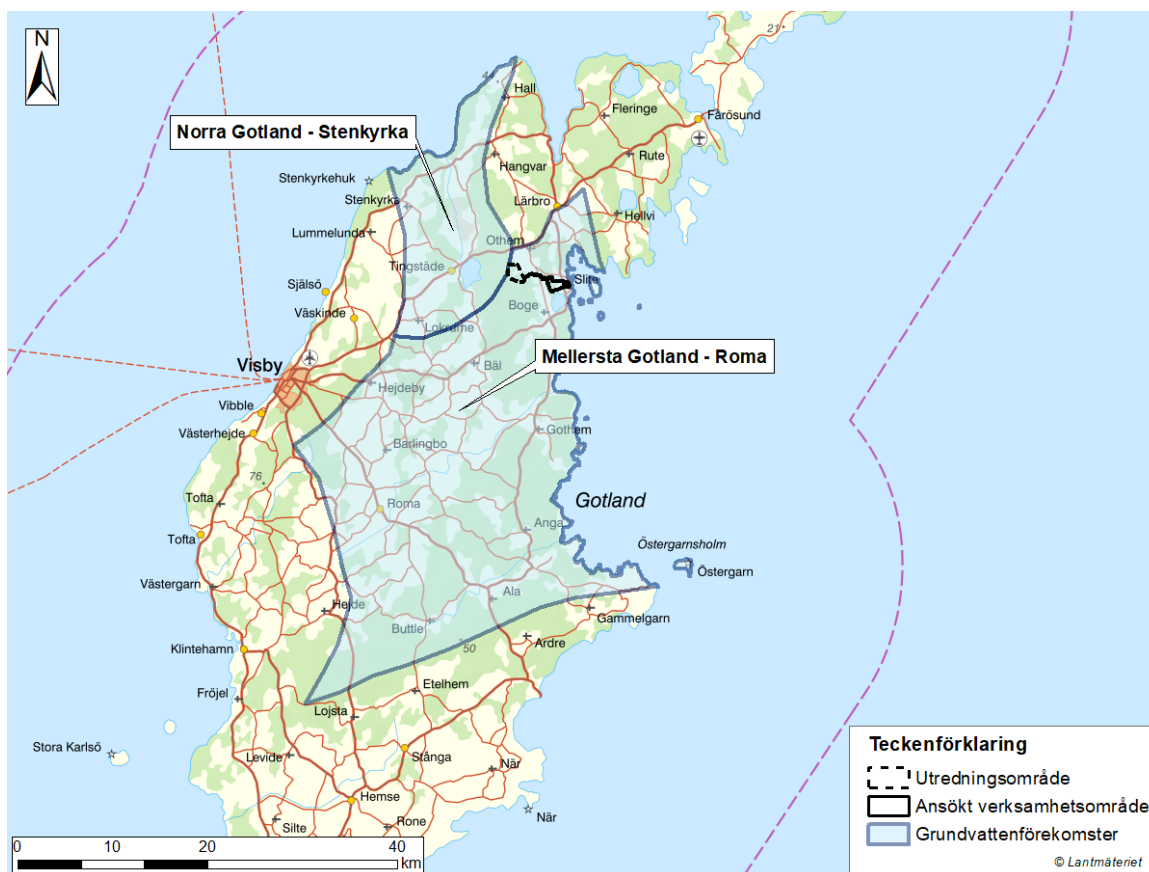 N
21
44
Hall
Fleringe
Fårösund
Norra Gotland - Stenkyrka
Hangvar
Rute
Stenkyrkehuk
Stenkyrka
Lärbro
Hellvi
Lummelunda
Othem
Tingstäde
Slite
Själsö
Boge
Väskinde
Lokrume
Mellersta Gotland - Roma
Visby
Bäl
Hejdeby
Vibble
Västerhejde
Gothem
Barlingbo
76
Tofta
Roma
Gotland
Anga
Tofta
Östergarnsholm
Östergarn
Västergarn
Ala
Hejde
Gammelgarn
Buttle
Ardre
Klintehamn
50
Etelhem
Fröjel
Lojsta
Stora Karlsö
Levide
Stånga
När
Hemse
När
Silte
Rone
0 10 20 40
km
Teckenförklaring
Utredningsområde
Ansökt verksamhetsområde
Grundvattenförekomster
© Lantmäteriet